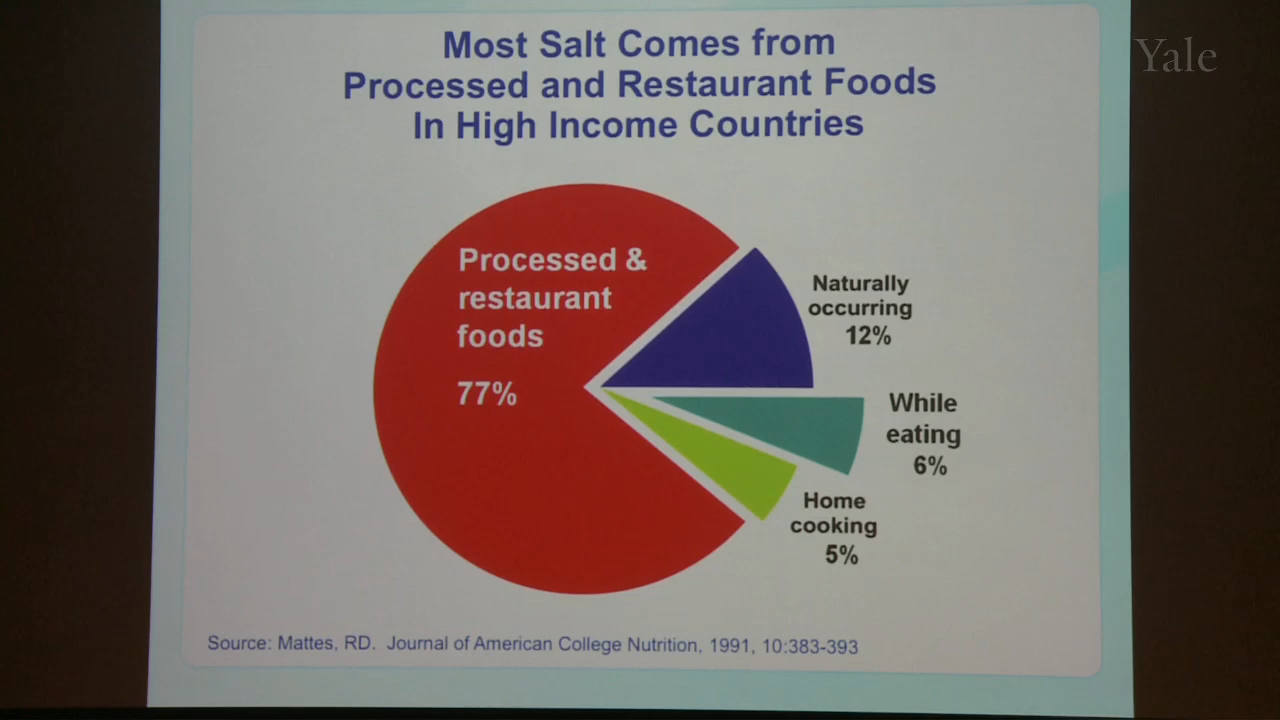 Most Salt Comes from
Processed and Restaurant Foods
In High Income Countries
Yale
Processed &
restaurant
foods
77%
Naturally
occurring
12%
While
eating
6%
Home
cooking
5%
Source: Mattes, RD. Journal of American College Nutrition, 1991, 10:383-393